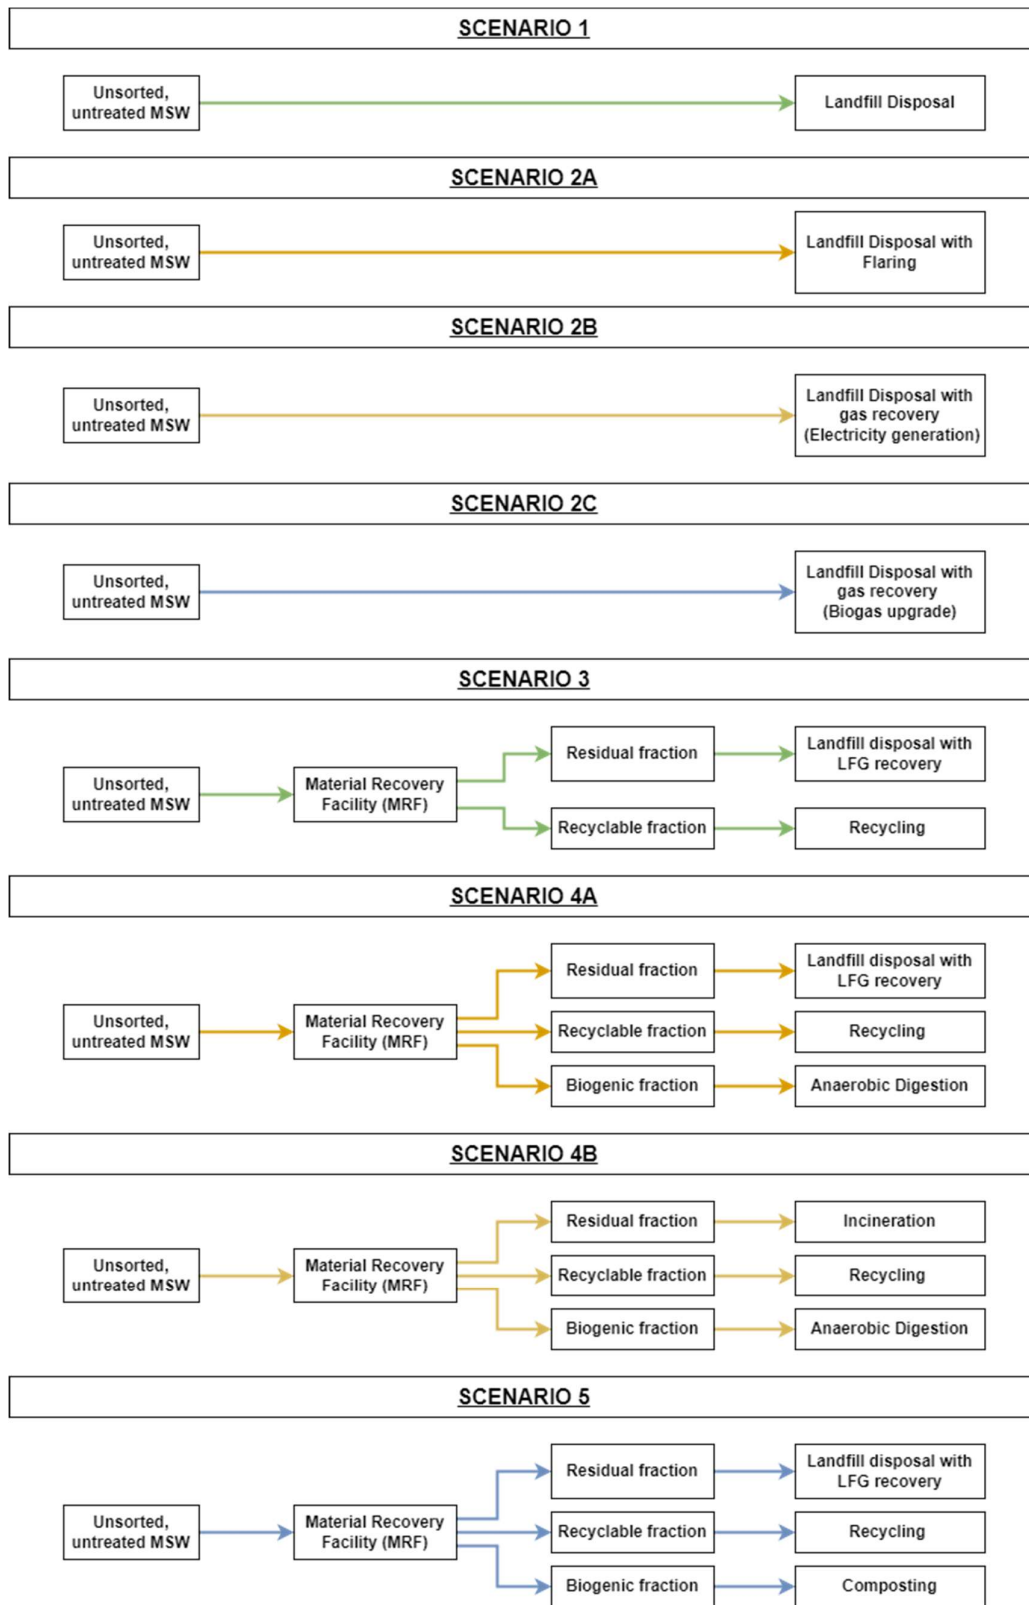 SCENARIO 1
Unsorted,
untreated MSW
Landfill Disposal
SCENARIO 2A
Unsorted,
untreated MSW
Landfill Disposal with
Flaring
SCENARIO 2B
Unsorted,
untreated MSW
Landfill Disposal with
gas recovery
(Electricity generation)
SCENARIO 2C
Unsorted,
untreated MSW
Landfill Disposal with
gas recovery
(Biogas upgrade)
SCENARIO 3
Unsorted,
untreated MSW
Material Recovery
Facility (MRF)
Residual fraction
Landfill disposal with
LFG recovery
Recyclable fraction
Recycling
SCENARIO 4A
Unsorted,
untreated MSW
Material Recovery
Facility (MRF)
Residual fraction
Landfill disposal with
LFG recovery
Recyclable fraction
Recycling
Biogenic fraction
Anaerobic Digestion
SCENARIO 4B
Unsorted,
untreated MSW
Material Recovery
Facility (MRF)
Residual fraction
Incineration
Recyclable fraction
Recycling
Biogenic fraction
Anaerobic Digestion
SCENARIO 5
Unsorted,
untreated MSW
Material Recovery
Facility (MRF)
Residual fraction
Landfill disposal with
LFG recovery
Recyclable fraction
Recycling
Biogenic fraction
Composting